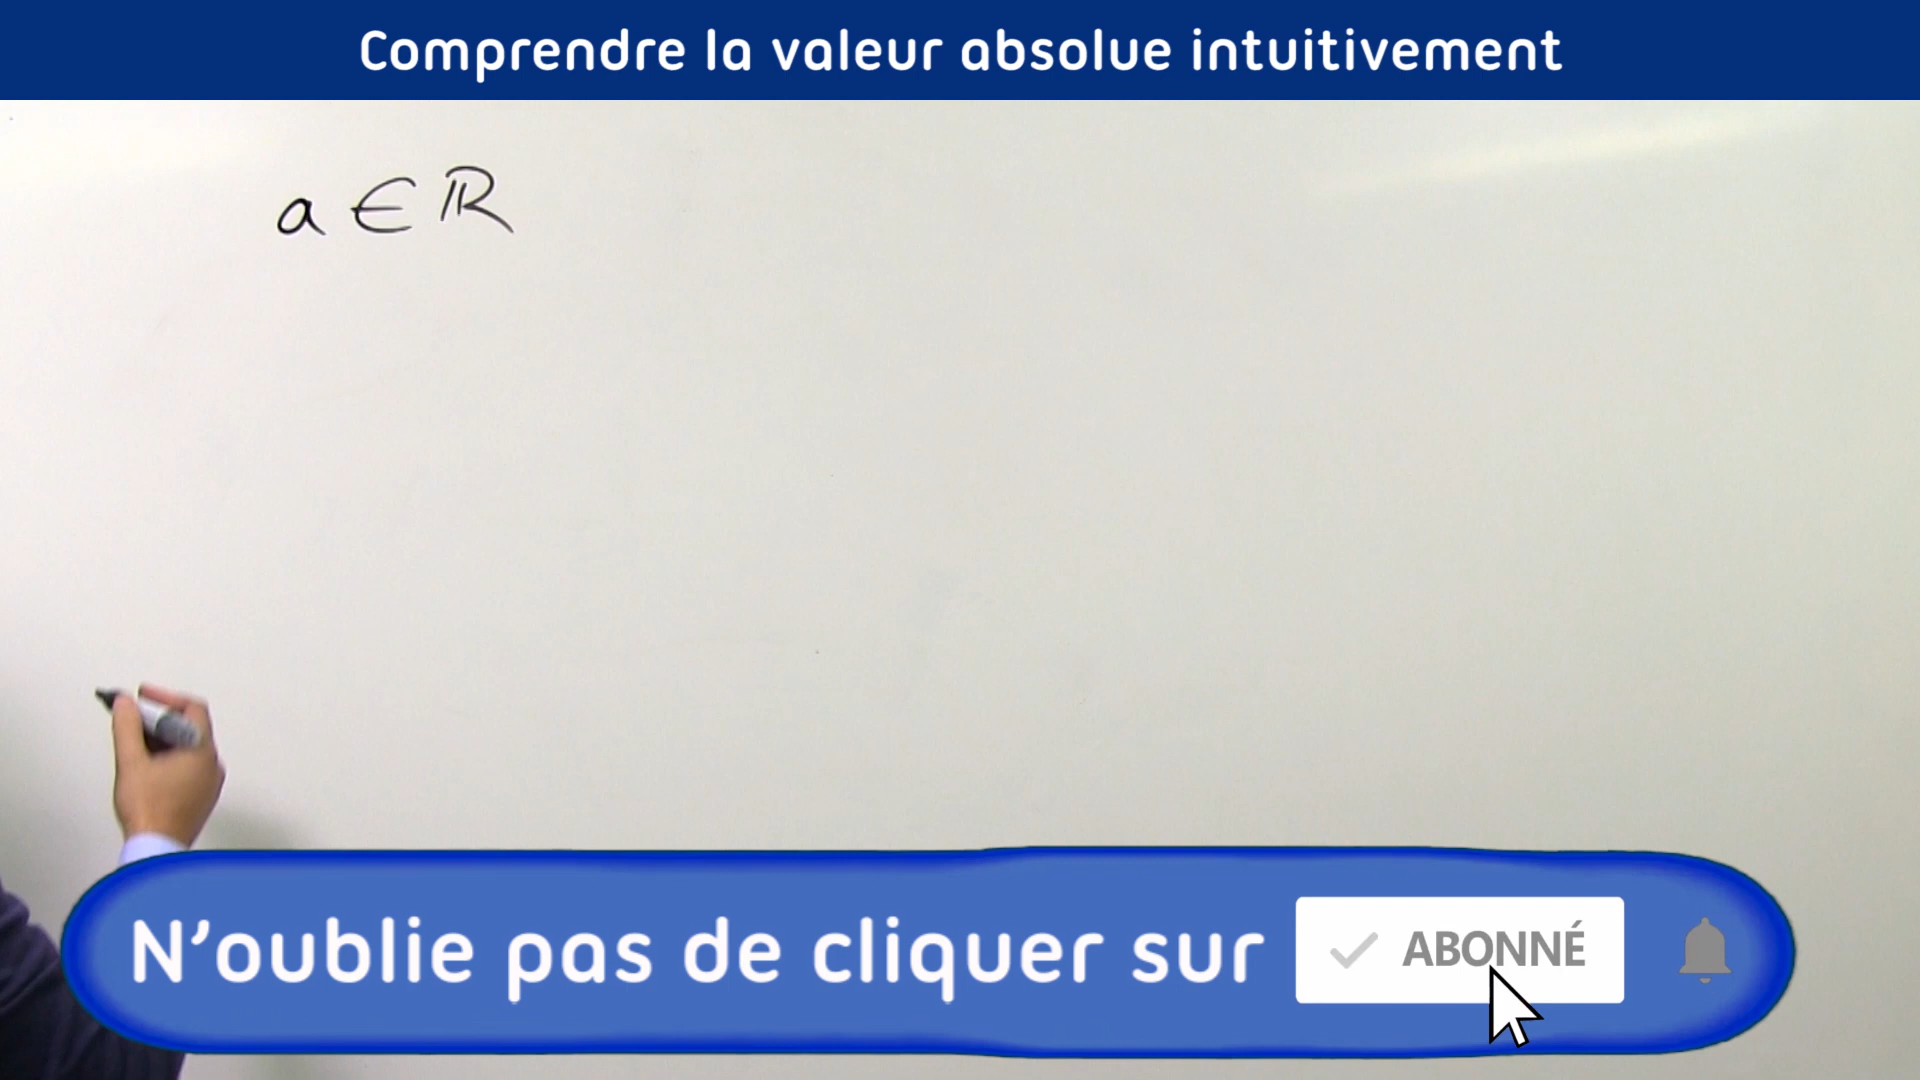 Comprendre la valeur absolue intuitivement
a ∈ ℝ
N'oublie pas de cliquer sur ABONNÉ